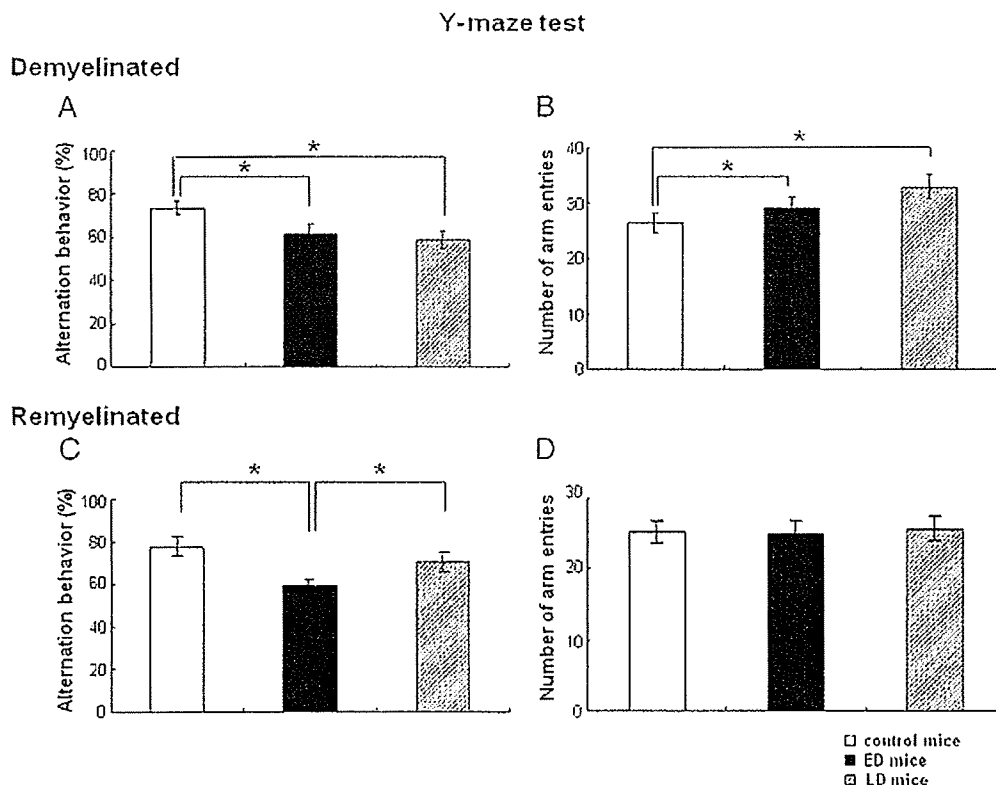 Y-maze test
Demyelinated
A
Alternation behavior (%)
100
80
60
40
20
0
*
*
B
Number of arm entries
40
30
20
10
0
*
*
Remyelinated
C
Alternation behavior (%)
100
80
60
40
20
0
*
*
D
Number of arm entries
30
20
10
0
control mice
ED mice
LD mice